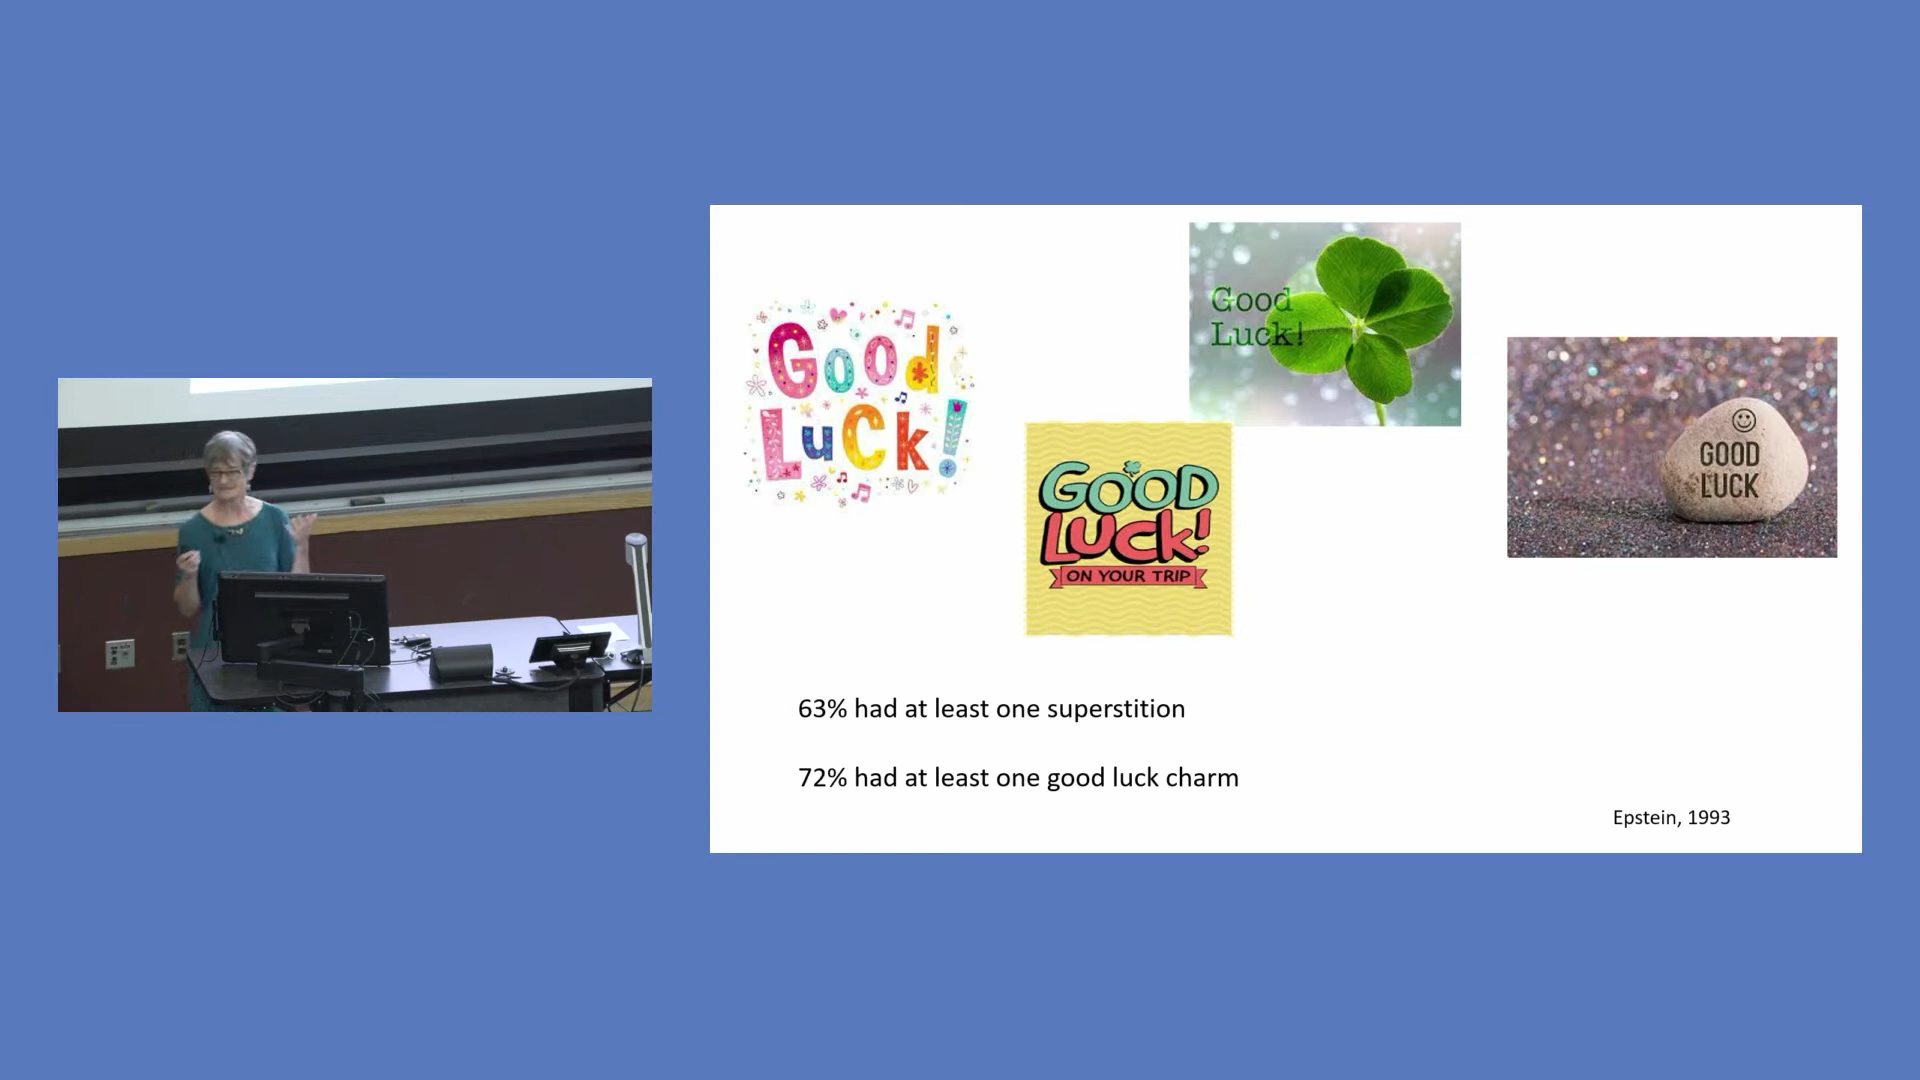 Good
Luck!
Good
Luck!
GOOD
LUCK!
ON YOUR TRIP
GOOD
LUCK
63% had at least one superstition
72% had at least one good luck charm
Epstein, 1993